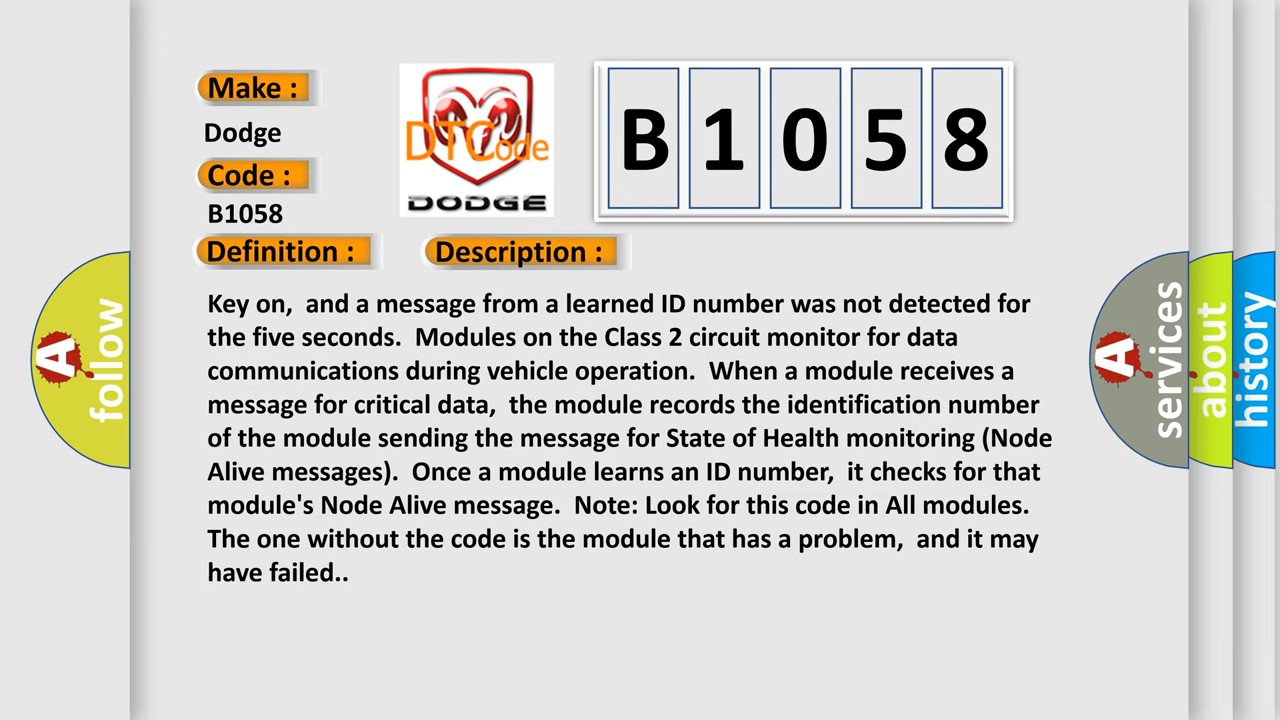 Make :
Dodge
Code :
B1058
Definition :
Description :
DTCode
DODGE
B 1 0 5 8
Key on,  and a message from a learned ID number was not detected for
the five seconds  Modules on the Class 2 circuit monitor for data
communications during vehicle operation  When a module receives a
message for critical data,  the module records the identification number
of the module sending the message for State of Health monitoring (Node
Alive messages)  Once a module learns an ID number,  it checks for that
module's Node Alive message  Note: Look for this code in All modules.
The one without the code is the module that has a problem,  and it may
have failed..
A follow
A services
about
history